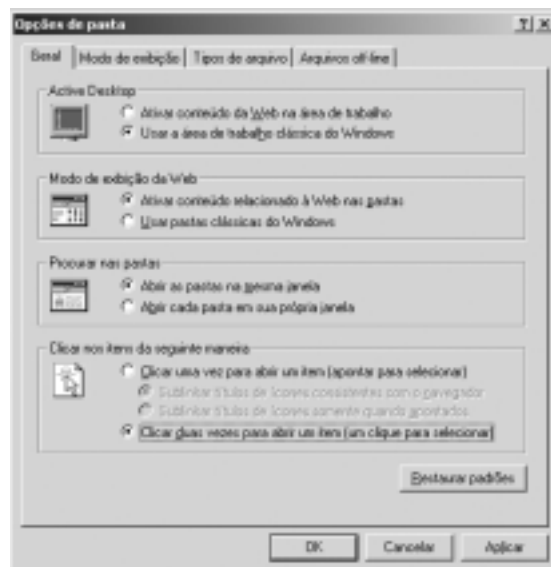 Opções de pasta
Geral
Modo de exibição
Tipos de arquivo
Arquivos off-line
Active Desktop
Ativar conteúdo da Web na área de trabalho
Usar a área de trabalho clássica do Windows
Modo de exibição da Web
Ativar conteúdo relacionado à Web nas pastas
Usar pastas clássicas do Windows
Procurar nas pastas
Abrir as pastas na mesma janela
Abrir cada pasta em sua própria janela
Clicar nos itens da seguinte maneira
Clicar uma vez para abrir um item (apontar para selecionar)
Sublinhar títulos de ícones consistentes com o navegador
Sublinhar títulos de ícones somente quando apontados
Clicar duas vezes para abrir um item (um clique para selecionar)
Restaurar padrões
OK
Cancelar
Aplicar